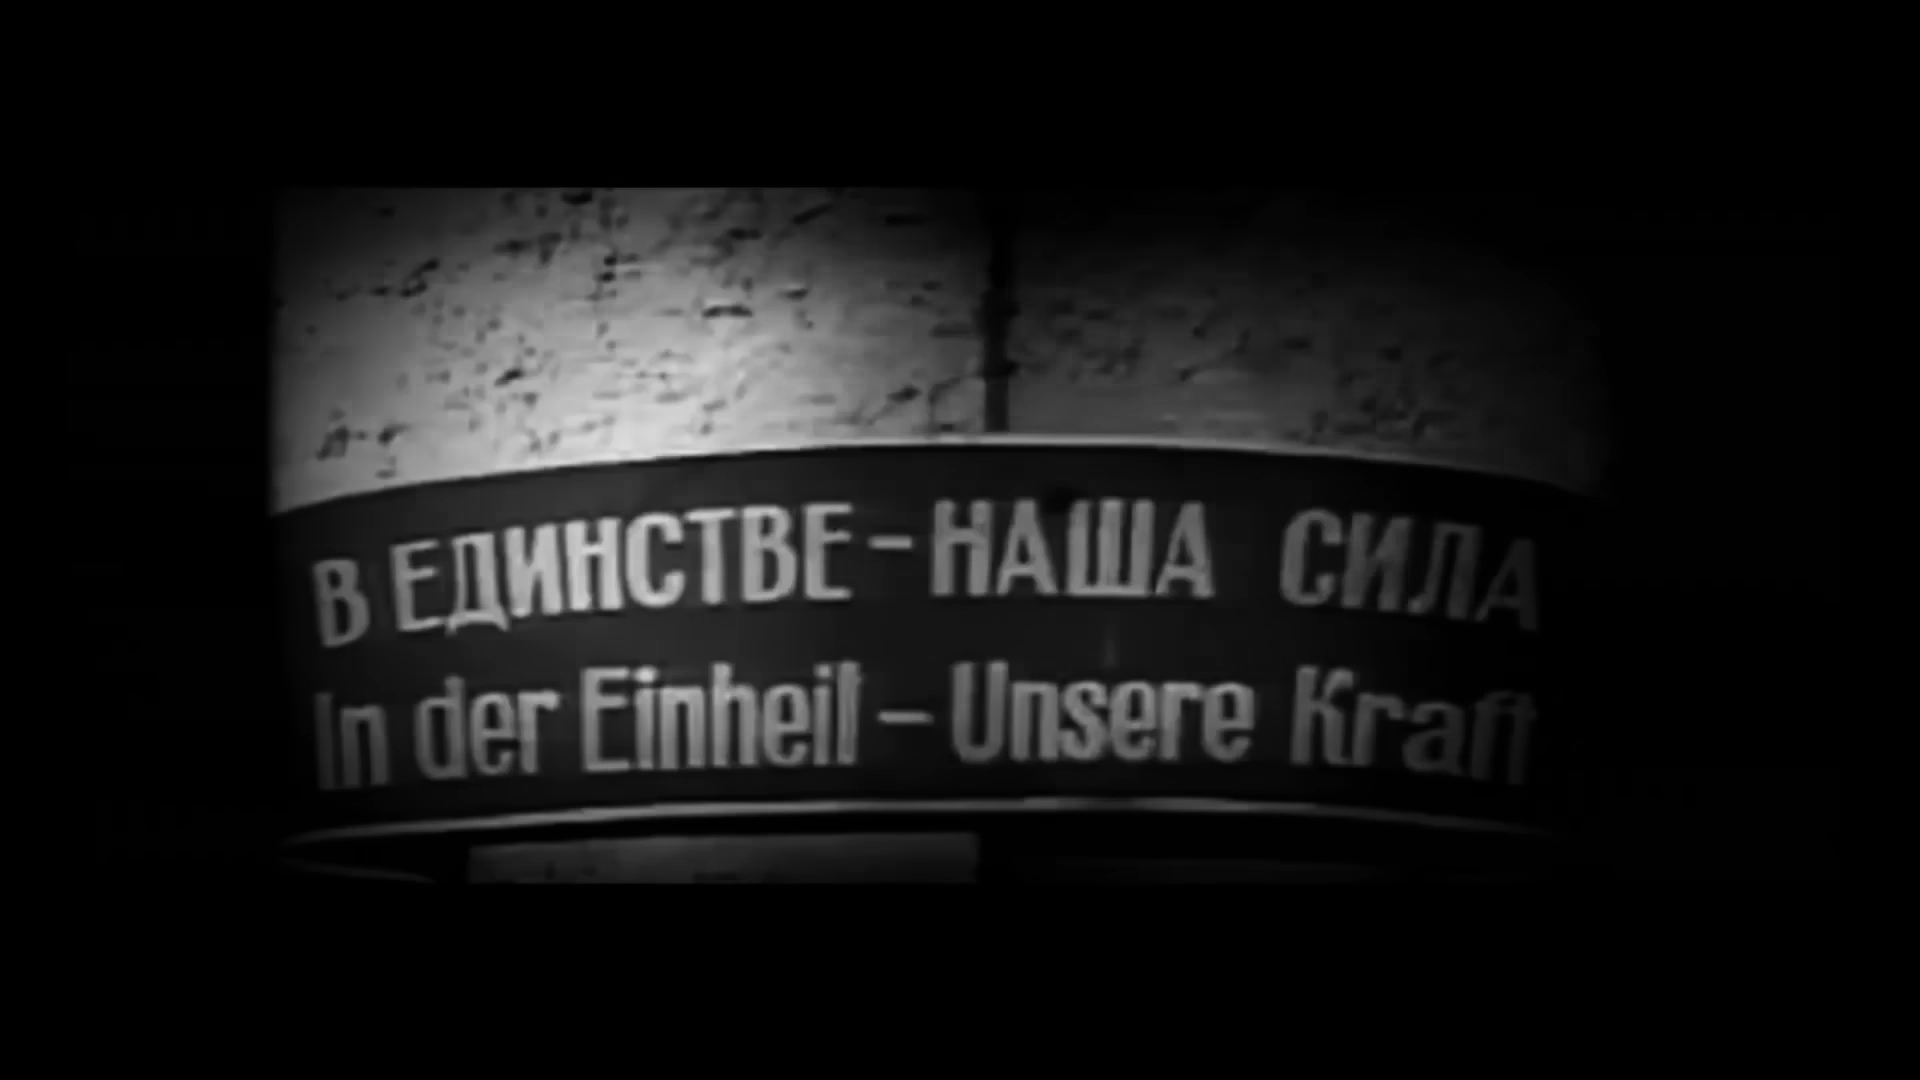 В ЕДИНСТВЕ – НАША СИЛА
In der Einheit – Unsere Kraft